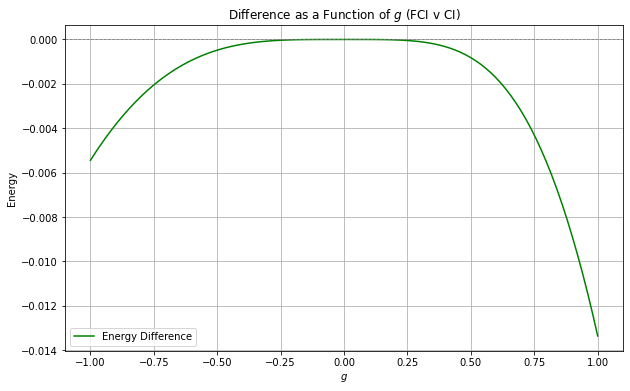 Difference as a Function of g (FCI v CI)
Energy
0.000
−0.002
−0.004
−0.006
−0.008
−0.010
−0.012
−0.014
Energy Difference
−1.00 −0.75 −0.50 −0.25 0.00 0.25 0.50 0.75 1.00
g